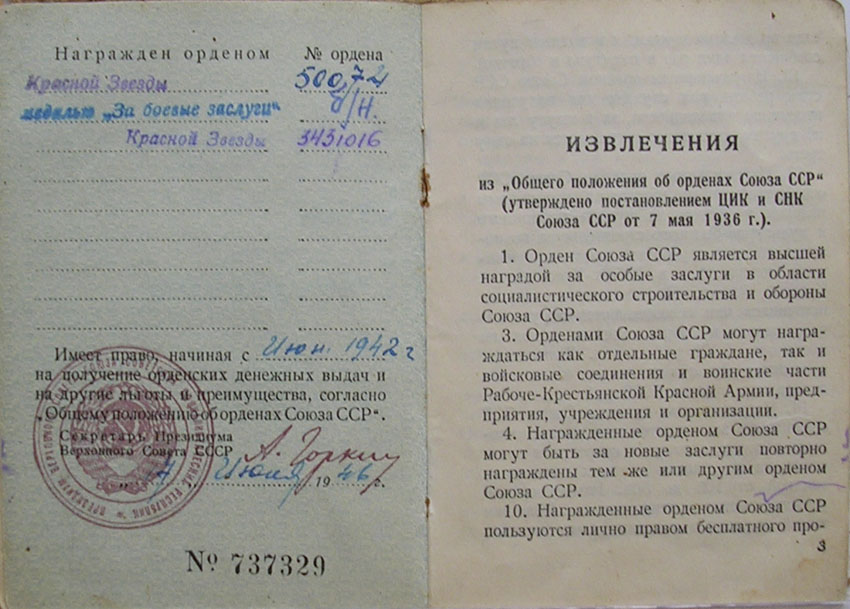 Награжден орденом № ордена
Красной Звезды 50074
медалью „За боевые заслуги“ б/н.
Красной Звезды 3431016
Имеет право, начиная с Июн. 1942 г
на получение орденских денежных выдач и
на другие льготы и преимущества, согласно
„Общему положению об орденах Союза ССР“.
Секретарь Президиума
Верховного Совета СССР А. Горкин
„ 7 “ Июня 1946 г.
№ 737329
ИЗВЛЕЧЕНИЯ
из „Общего положения об орденах Союза ССР“
(утверждено постановлением ЦИК и СНК
Союза ССР от 7 мая 1936 г.).
1. Орден Союза ССР является высшей
наградой за особые заслуги в области
социалистического строительства и обороны
Союза ССР.
3. Орденами Союза ССР могут награ-
ждаться как отдельные граждане, так и
войсковые соединения и воинские части
Рабоче-Крестьянской Красной Армии, пред-
приятия, учреждения и организации.
4. Награжденные орденом Союза ССР
могут быть за новые заслуги повторно
награждены тем же или другим орденом
Союза ССР.
10. Награжденные орденом Союза ССР
пользуются лично правом бесплатного про-
3